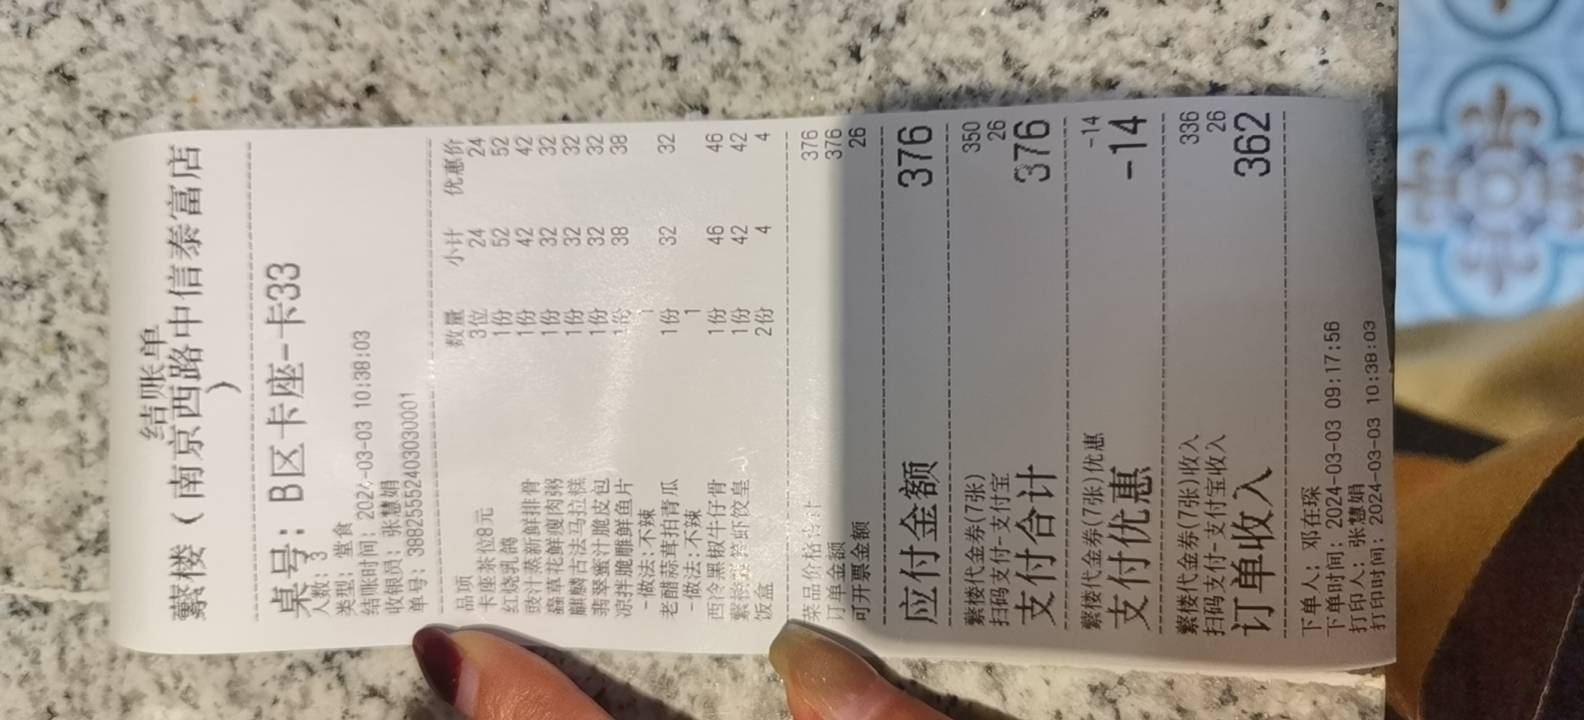 结账单
蘩楼（南京西路中信泰富店
）
桌号：B区卡座-卡33
人数：3
类型：堂食
结账时间：2024-03-03 10:38:03
收银员：张慧娟
单号：38825552403030001
品项 数量 小计 优惠价
卡座茶位8元 3位 24 24
红烧乳鸽 1份 52 52
豉汁蒸新鲜排骨 1份 42 42
蟲草花鲜瘦肉粥 1份 32 32
麒麟古法马拉糕 1份 32 32
翡翠蜜汁脆皮包 1份 32 32
凉拌脆雕鲜鱼片 1份 38 38
-做法:不辣 1
老醋蒜茸拍青瓜 1份 32 32
-做法:不辣 1
西冷黑椒牛仔骨 1份 46 46
虾饺皇 1份 42 42
饭盒 2份 4 4
菜品价格合计 376
订单金额 376
可开票金额 26
应付金额 376
蘩楼代金券(7张) 350
扫码支付-支付宝 26
支付合计 376
蘩楼代金券(7张)优惠 -14
支付优惠 -14
蘩楼代金券(7张)收入 336
扫码支付-支付宝收入 26
订单收入 362
下单人：邓在琛
下单时间：2024-03-03 09:17:56
打印人：张慧娟
打印时间：2024-03-03 10:38:03